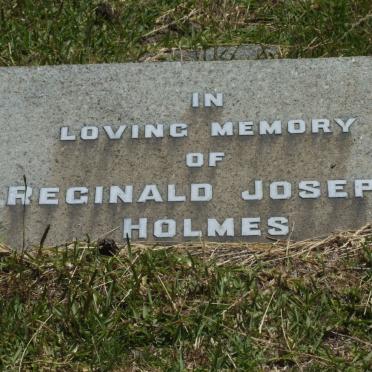 IN
LOVING MEMORY
OF
REGINALD JOSEP
HOLMES